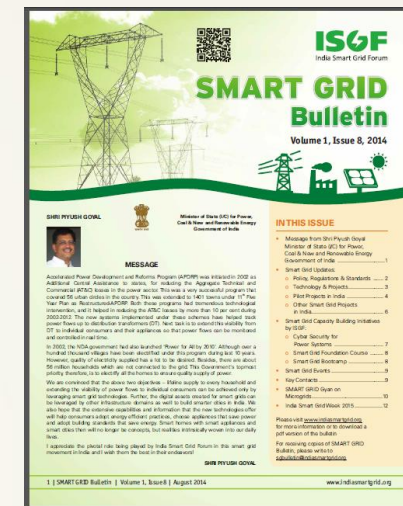 ISGF
India Smart Grid Forum
SMART GRID
Bulletin
Volume 1, Issue 8, 2014
SHRI PIYUSH GOYAL
Minister of State (I/C) for Power,
Coal & New and Renewable Energy
Government of India
MESSAGE
Accelerated Power Development and Reforms Program (APDRP) was initiated in 2002 as
Additional Central Assistance to states, for reducing the Aggregate Technical and
Commercial (AT&C) losses in the power sector. This was a very successful program that
covered 56 urban circles in the country. This was extended to 1401 towns under 11th Five
Year Plan as Restructured APDRP. Both these programs had tremendous technological
intervention, and it helped in reducing the AT&C losses by more than 10 per cent during
2002-2012. The new systems implemented under these schemes have helped track
power flows up to distribution transformers (DT). Next task is to extend this visibility from
DT to individual consumers and their appliances so that power flows can be monitored
and controlled in real time.
In 2002, the NDA government had also launched 'Power for All by 2012'. Although over a
hundred thousand villages have been electrified under this program during last 10 years.
However, quality of electricity supplied has a lot to be desired. Besides, there are about
56 million households which are not connected to the grid. This Government's topmost
priority, therefore, is to electrify all the homes to ensure quality supply of power.
We are convinced that the above two objectives – lifeline supply to every household and
extending the visibility of power flows to individual consumers can be achieved only by
leveraging smart grid technologies. Further, the digital assets created for smart grids can
be leveraged by other infrastructure domains as well to build smarter cities in India. We
also hope that the extensive capabilities and information that the new technologies offer
will help consumers adopt energy efficient practices, choose appliances that save power
and adopt building standards that save energy. Smart homes with smart appliances and
smart cities then will no longer be concepts, but realities intrinsically woven into our daily
lives.
I appreciate the pivotal role being played by India Smart Grid Forum in this smart grid
movement in India and I wish them the best in their endeavors!
SHRI PIYUSH GOYAL
IN THIS ISSUE
Message from Shri Piyush Goyal
Minister of State (I/C) for Power,
Coal & New and Renewable Energy
Government of India ...................1
Smart Grid Updates:
Policy, Regulations & Standards ......2
Technology & Projects ..............3
Pilot Projects in India ..............4
Other Smart Grid Projects
in India ..............6
Smart Grid Capacity Building Initiatives
by ISGF:
Cyber Security for
Power Systems ..............7
Smart Grid Foundation Course ......8
Smart Grid Bootcamp ..............8
Smart Grid Events ..............9
Key Contacts ..............9
SMART GRID Gyan on
Microgrids ..............10
India Smart Grid Week 2015 ..............12
Please visit www.indiasmartgrid.org
for more information or to download a
pdf version of the bulletin
For receiving copies of SMART GRID
Bulletin, please write to
sgbulletin@indiasmartgrid.org
1 | SMART GRID Bulletin | Volume 1, Issue 8 | August 2014
www.indiasmartgrid.org